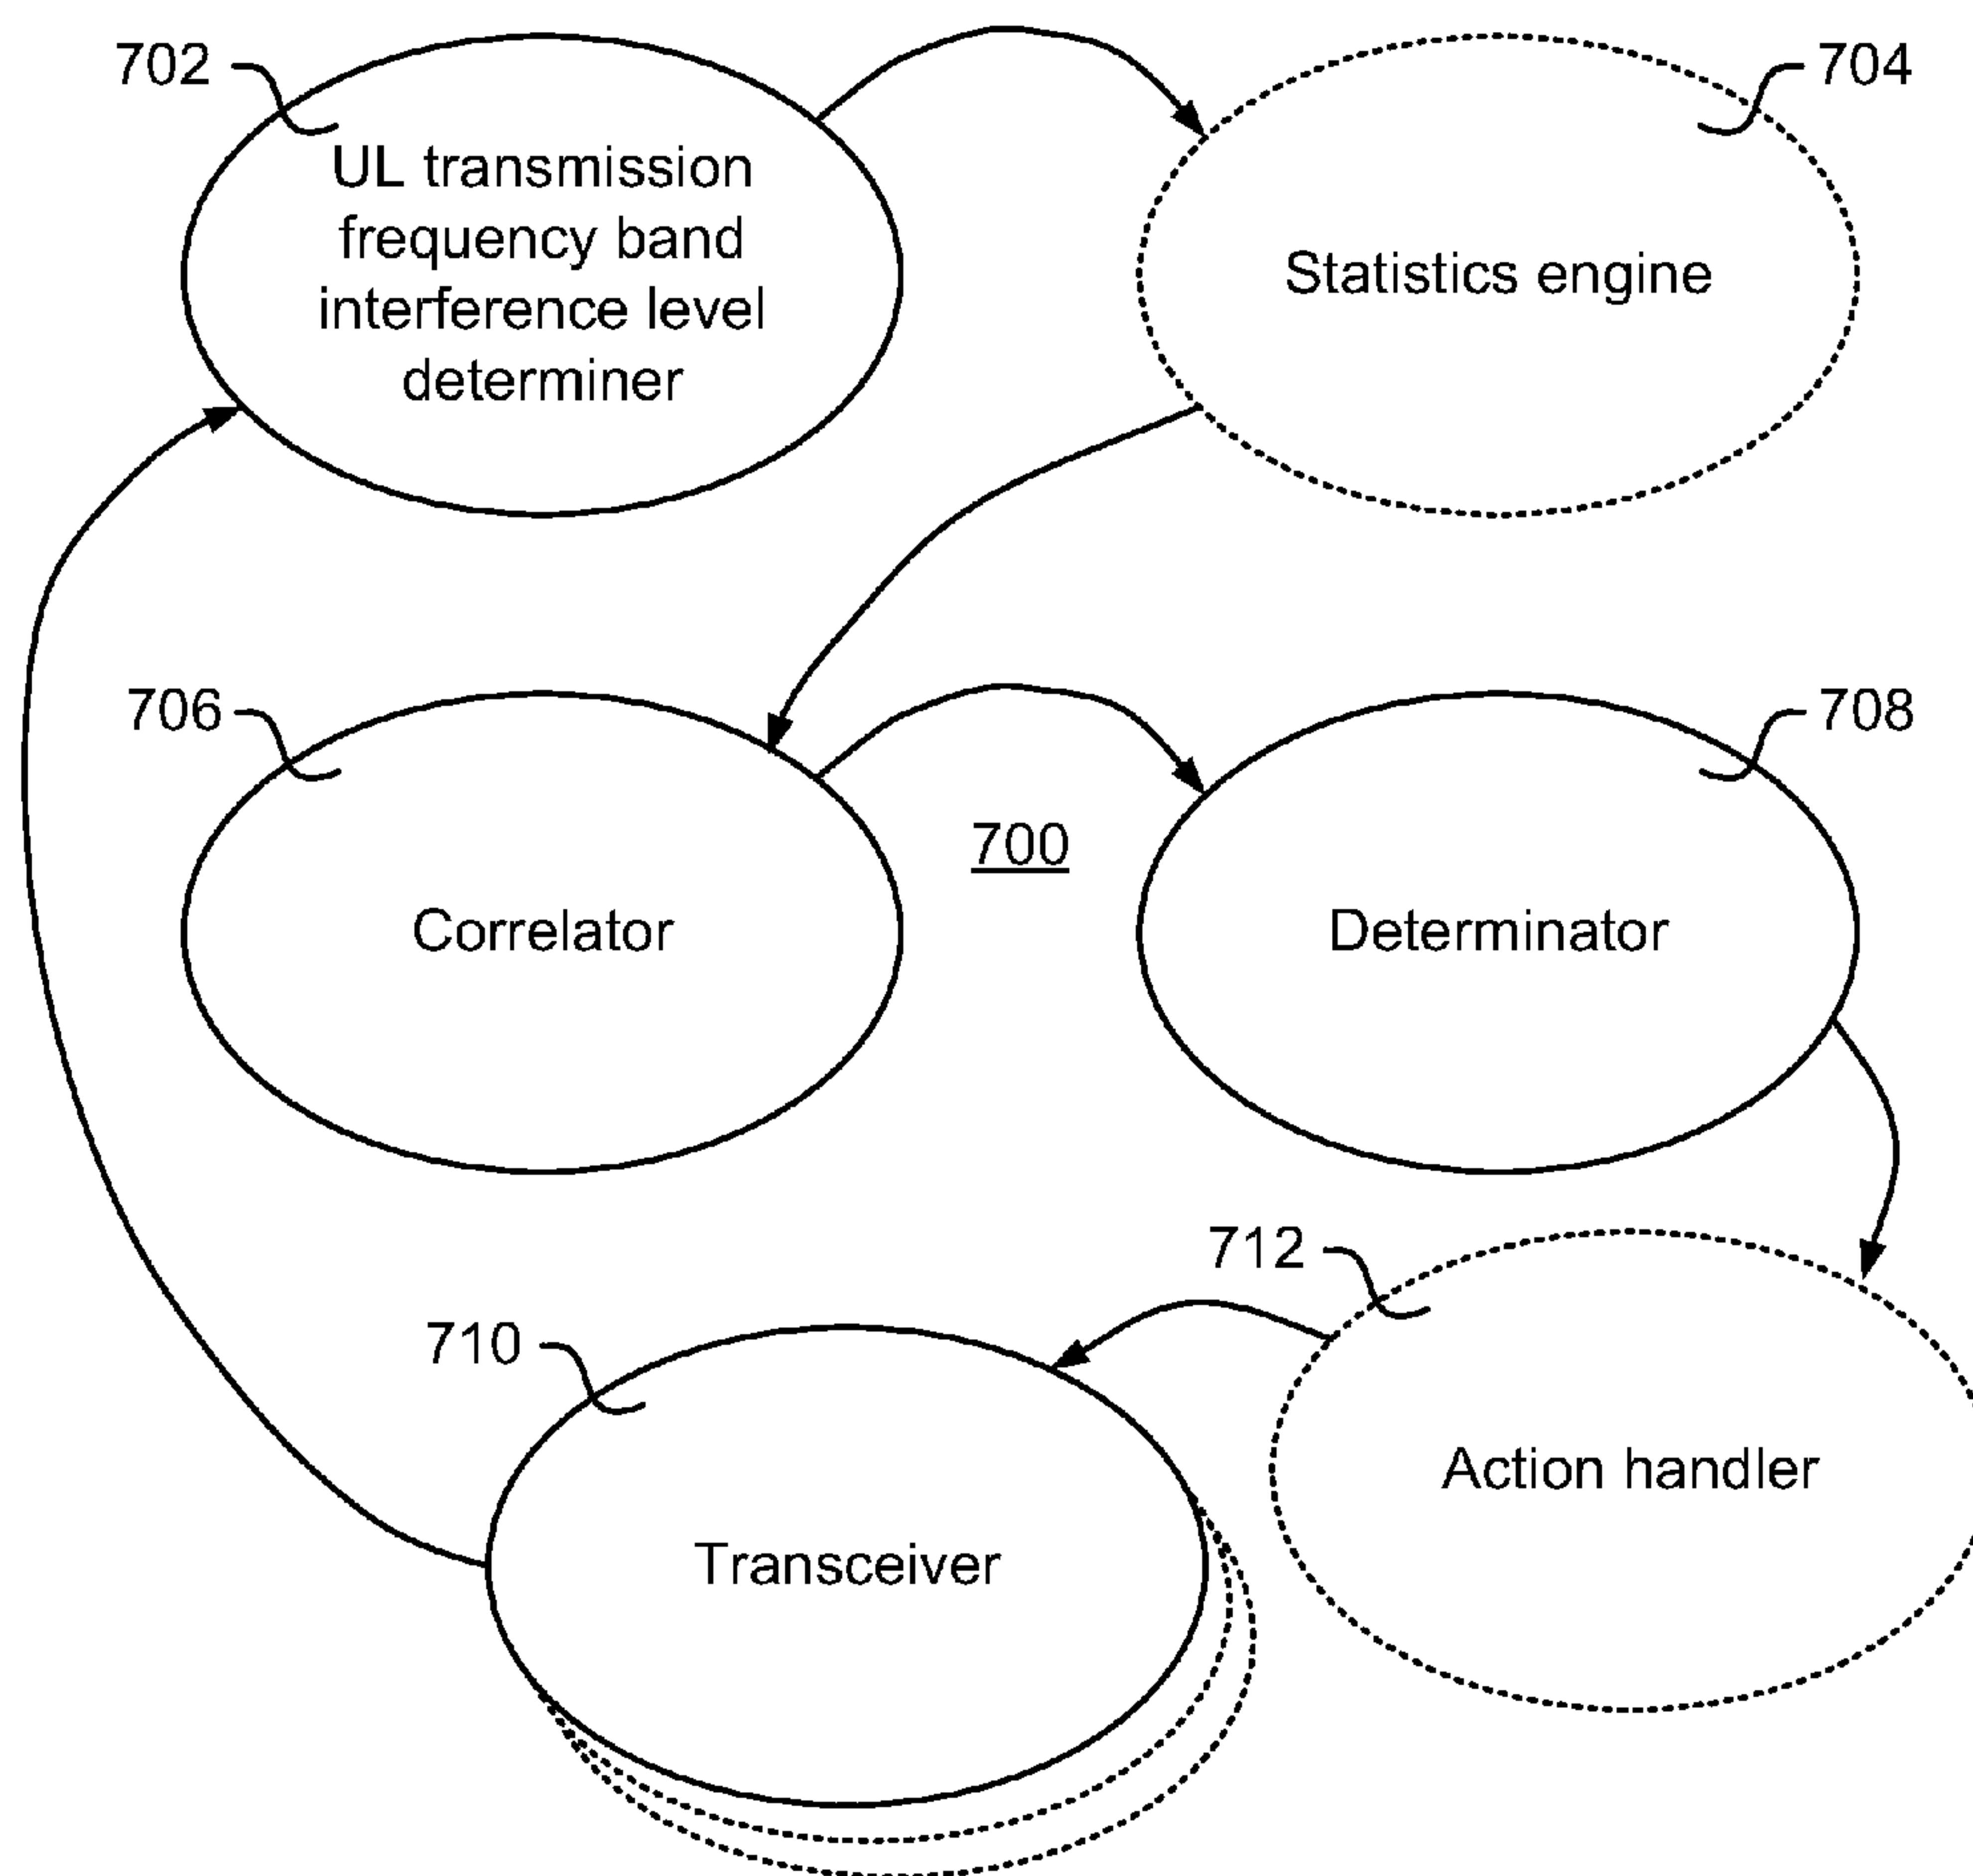 702
704
UL transmission
frequency band
interference level
determiner
Statistics engine
706
708
700
Correlator
Determinator
712
710
Action handler
Transceiver